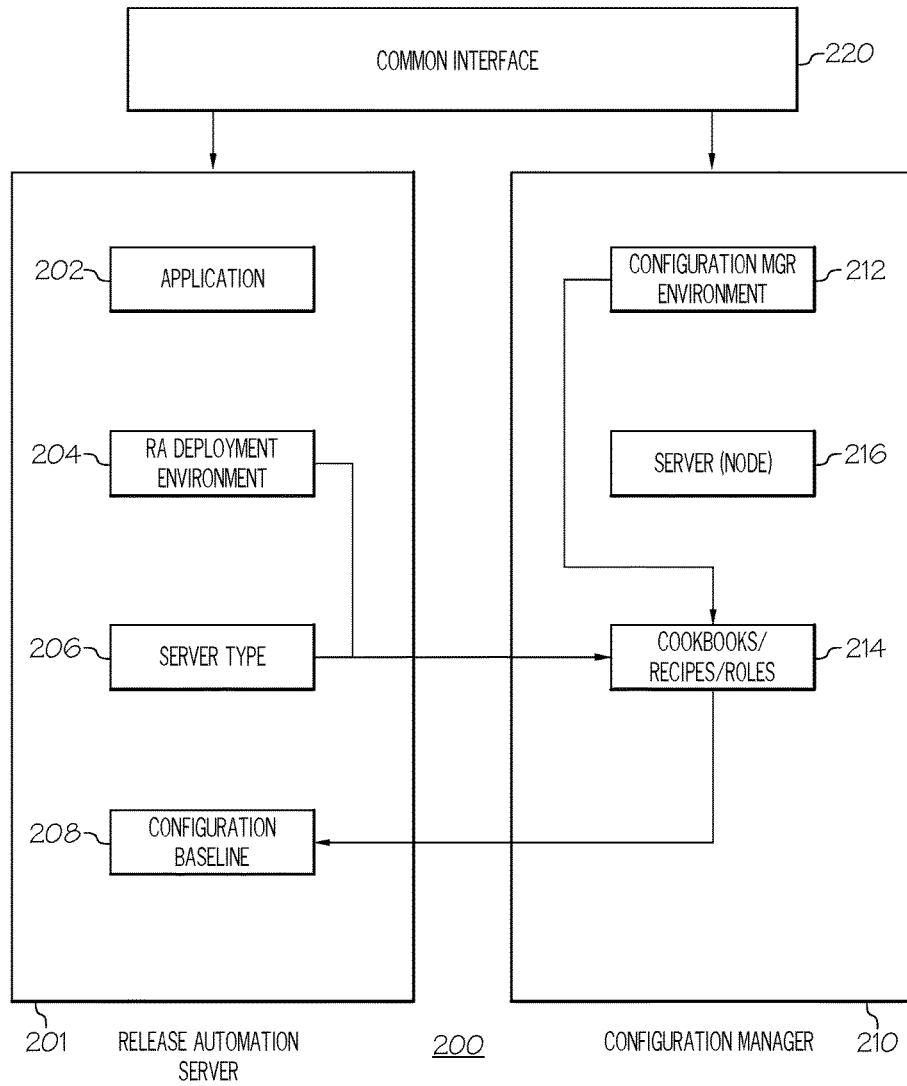 COMMON INTERFACE
220
202
APPLICATION
CONFIGURATION MGR
ENVIRONMENT
212
204
RA DEPLOYMENT
ENVIRONMENT
SERVER (NODE)
216
206
SERVER TYPE
COOKBOOKS/
RECIPES/ROLES
214
208
CONFIGURATION
BASELINE
201
RELEASE AUTOMATION
SERVER
200
CONFIGURATION MANAGER
210